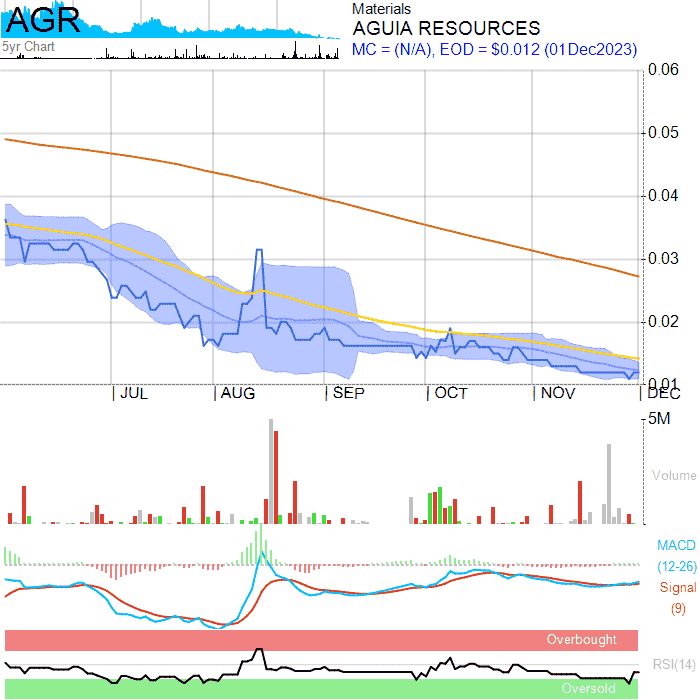 AGR
5yr Chart
Materials
AGUIA RESOURCES
MC = (N/A), EOD = $0.012 (01Dec2023)
0.06
0.05
0.04
0.03
0.02
0.01
JUL
AUG
SEP
OCT
NOV
DEC
5M
Volume
MACD
(12-26)
Signal
(9)
Overbought
RSI(14)
Oversold